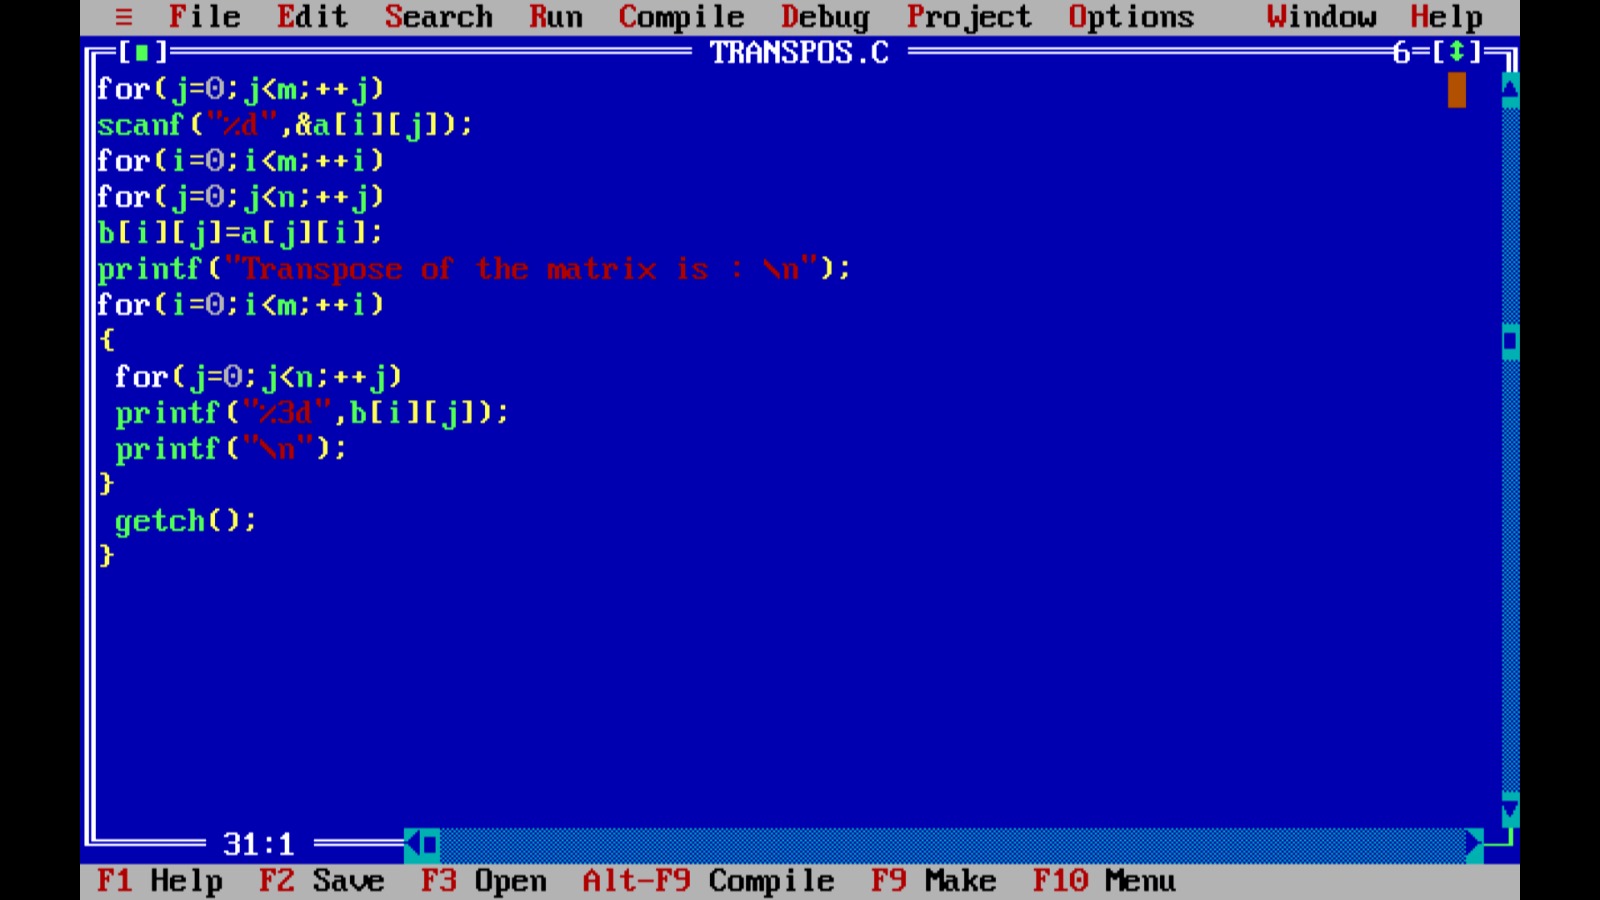 ≡ File Edit Search Run Compile Debug Project Options Window Help
[■] TRANSPOS.C 6=[↕]
for(j=0;j<m;++j)
scanf("%d",&a[i][j]);
for(i=0;i<m;++i)
for(j=0;j<n;++j)
b[i][j]=a[j][i];
printf("Transpose of the matrix is : \n");
for(i=0;i<m;++i)
{
 for(j=0;j<n;++j)
 printf("%3d",b[i][j]);
 printf("\n");
}
 getch();
}
31:1
F1 Help F2 Save F3 Open Alt-F9 Compile F9 Make F10 Menu